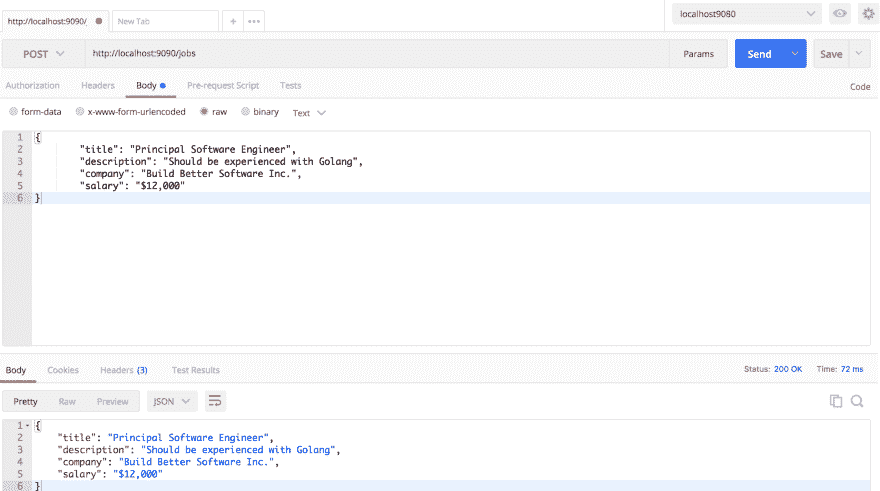 http://localhost:9090/ New Tab + localhost9080
POST http://localhost:9090/jobs Params Send Save
Authorization Headers Body Pre-request Script Tests Code
form-data x-www-form-urlencoded raw binary Text
1 {
2 "title": "Principal Software Engineer",
3 "description": "Should be experienced with Golang",
4 "company": "Build Better Software Inc.",
5 "salary": "$12,000"
6 }
Body Cookies Headers (3) Test Results Status: 200 OK Time: 72 ms
Pretty Raw Preview JSON
1 {
2 "title": "Principal Software Engineer",
3 "description": "Should be experienced with Golang",
4 "company": "Build Better Software Inc.",
5 "salary": "$12,000"
6 }